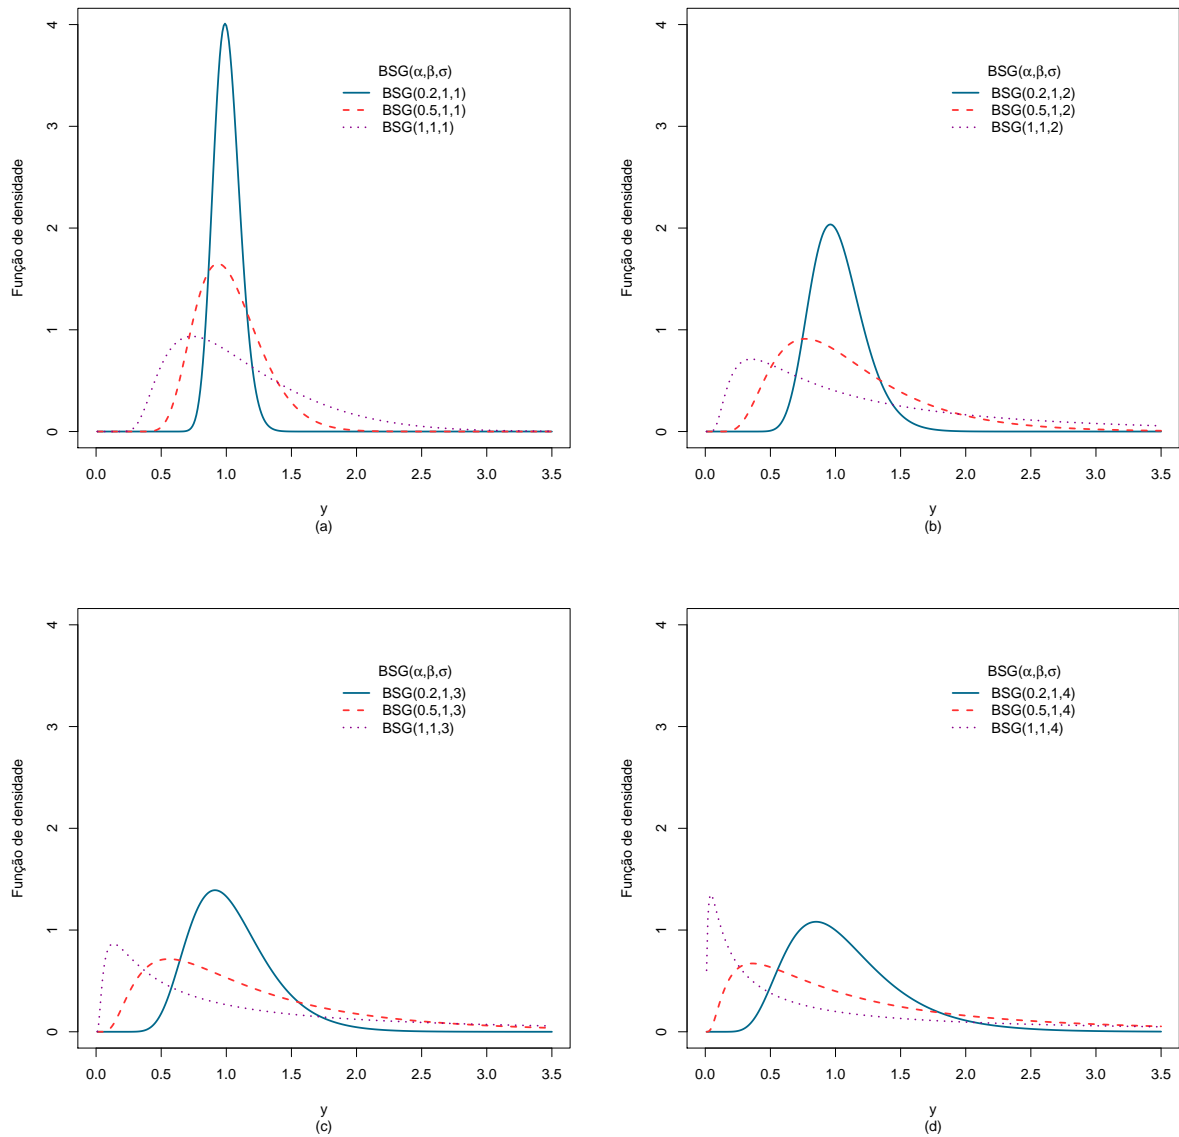 Função de densidade
4
3
2
1
0
BSG(α,β,σ)
BSG(0.2,1,1)
BSG(0.5,1,1)
BSG(1,1,1)
0.0 0.5 1.0 1.5 2.0 2.5 3.0 3.5
y
(a)
Função de densidade
4
3
2
1
0
BSG(α,β,σ)
BSG(0.2,1,2)
BSG(0.5,1,2)
BSG(1,1,2)
0.0 0.5 1.0 1.5 2.0 2.5 3.0 3.5
y
(b)
Função de densidade
4
3
2
1
0
BSG(α,β,σ)
BSG(0.2,1,3)
BSG(0.5,1,3)
BSG(1,1,3)
0.0 0.5 1.0 1.5 2.0 2.5 3.0 3.5
y
(c)
Função de densidade
4
3
2
1
0
BSG(α,β,σ)
BSG(0.2,1,4)
BSG(0.5,1,4)
BSG(1,1,4)
0.0 0.5 1.0 1.5 2.0 2.5 3.0 3.5
y
(d)